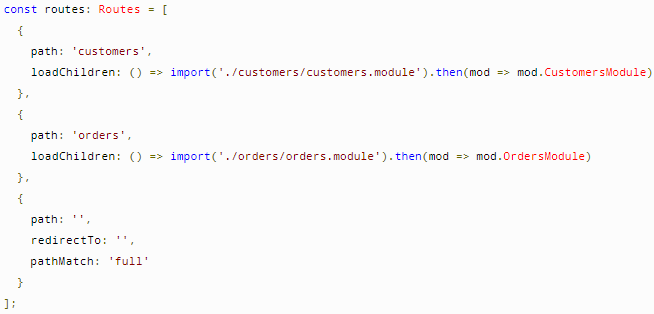 const routes: Routes = [
  {
    path: 'customers',
    loadChildren: () => import('./customers/customers.module').then(mod => mod.CustomersModule)
  },
  {
    path: 'orders',
    loadChildren: () => import('./orders/orders.module').then(mod => mod.OrdersModule)
  },
  {
    path: '',
    redirectTo: '',
    pathMatch: 'full'
  }
];